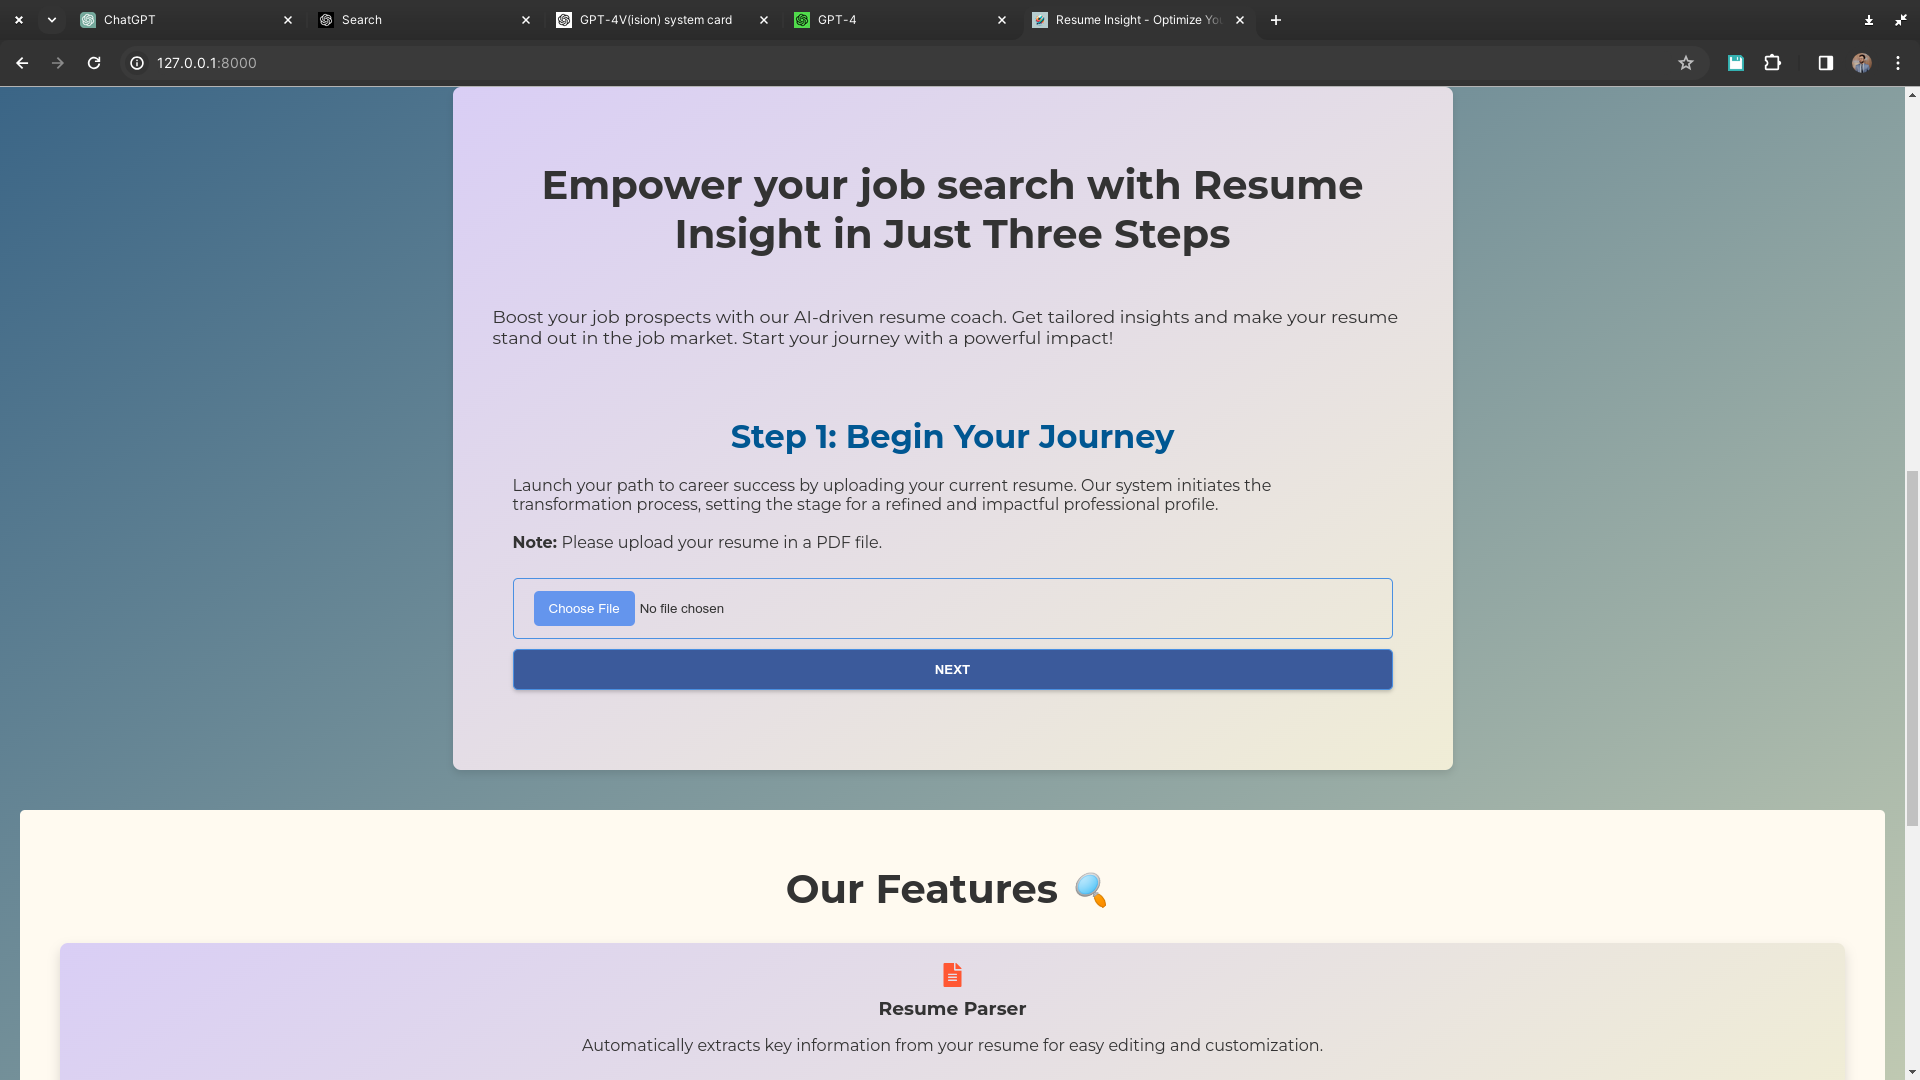 ChatGPT
Search
GPT-4V(ision) system card
GPT-4
Resume Insight - Optimize Yo
127.0.0.1:8000
Empower your job search with Resume
Insight in Just Three Steps
Boost your job prospects with our AI-driven resume coach. Get tailored insights and make your resume
stand out in the job market. Start your journey with a powerful impact!
Step 1: Begin Your Journey
Launch your path to career success by uploading your current resume. Our system initiates the
transformation process, setting the stage for a refined and impactful professional profile.
Note: Please upload your resume in a PDF file.
Choose File No file chosen
NEXT
Our Features
Resume Parser
Automatically extracts key information from your resume for easy editing and customization.